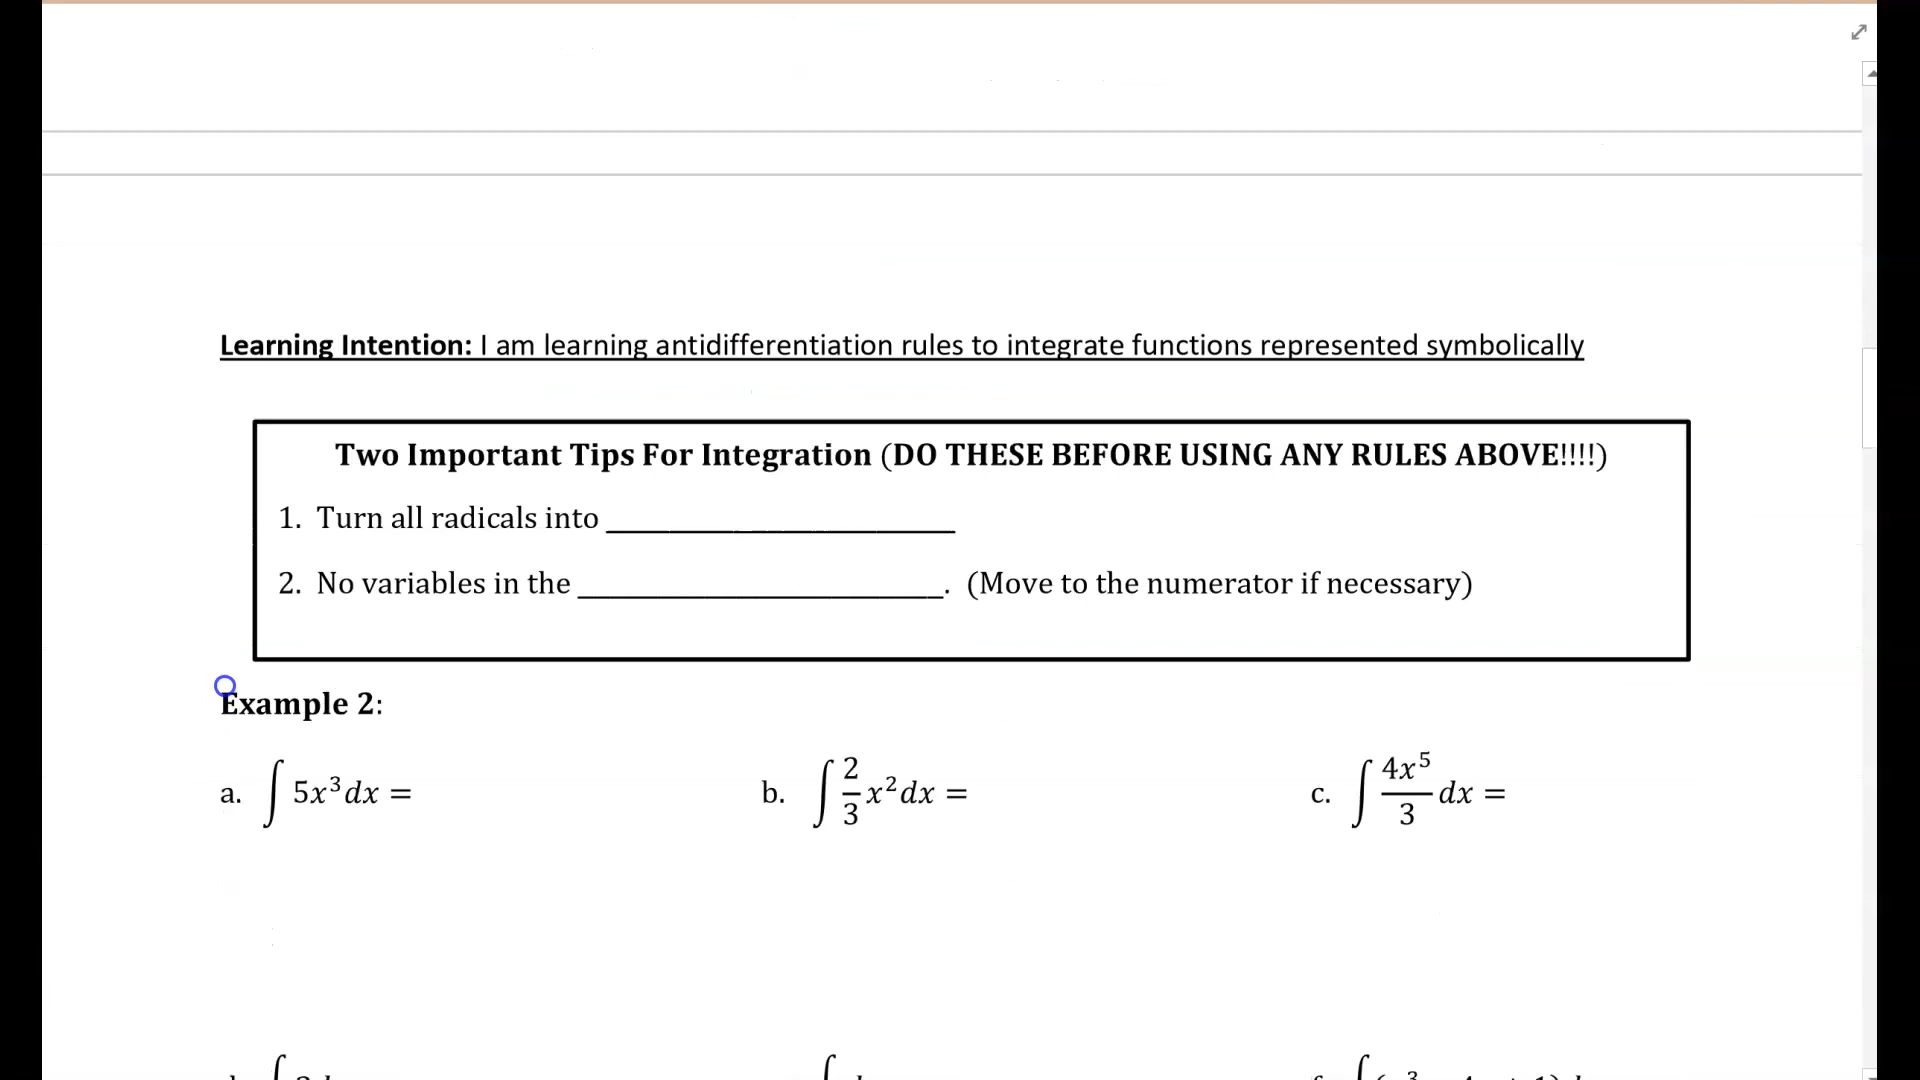 Learning Intention: I am learning antidifferentiation rules to integrate functions represented symbolically
Two Important Tips For Integration (DO THESE BEFORE USING ANY RULES ABOVE!!!!)
1. Turn all radicals into ______________________
2. No variables in the _______________________. (Move to the numerator if necessary)
Example 2:
a. ∫ 5x³dx = b. ∫ 2/3 x²dx = c. ∫ 4x⁵/3 dx =